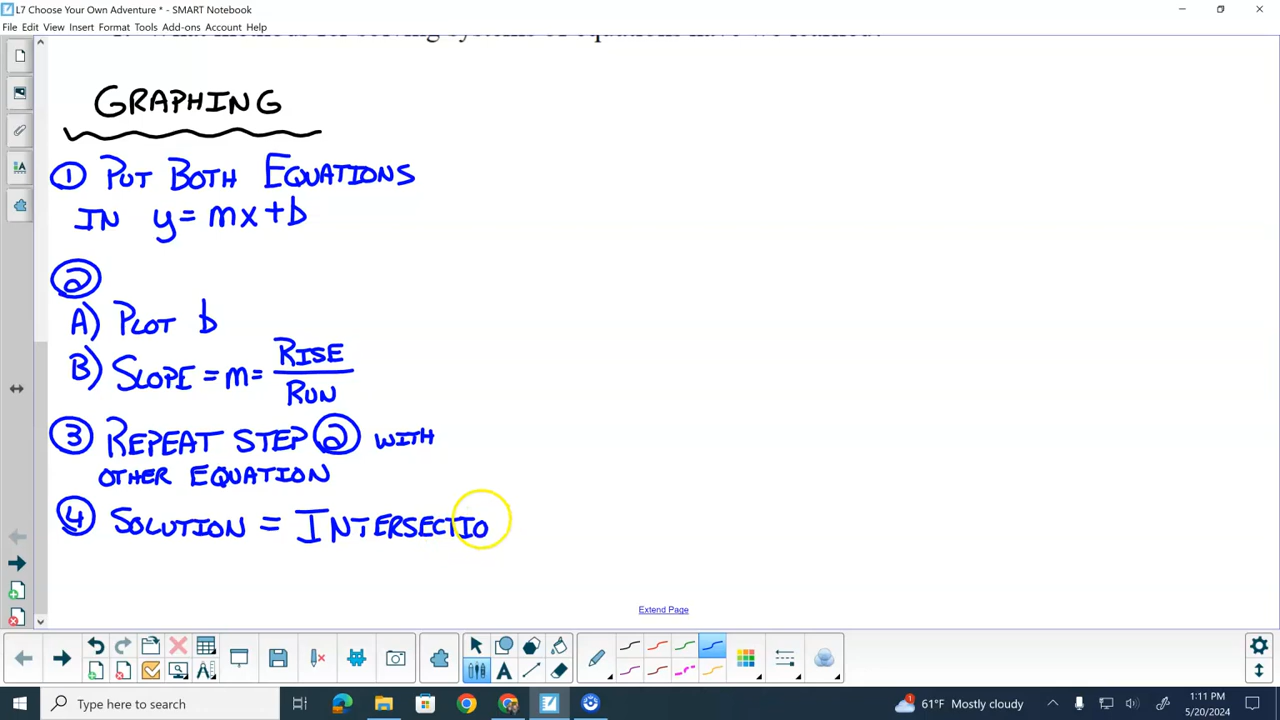 L7 Choose Your Own Adventure * - SMART Notebook
File Edit View Insert Format Tools Add-ons Account Help
GRAPHING
① PUT BOTH EQUATIONS
IN y = mx + b
②
A) PLOT b
B) SLOPE = m = RISE
RUN
③ REPEAT STEP ② WITH
OTHER EQUATION
④ SOLUTION = INTERSECTIO
Extend Page
Type here to search
61°F Mostly cloudy
1:11 PM
5/20/2024